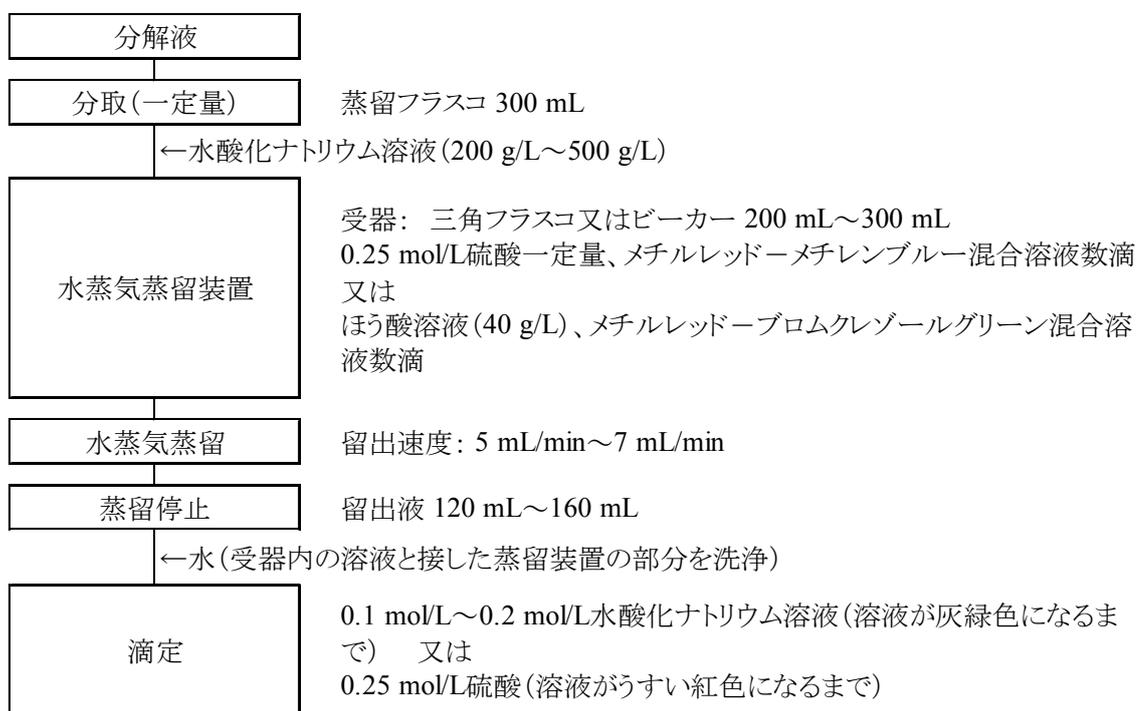 分解液
分取(一定量) 蒸留フラスコ 300 mL
←水酸化ナトリウム溶液(200 g/L～500 g/L)
水蒸気蒸留装置
受器: 三角フラスコ又はビーカー 200 mL～300 mL
0.25 mol/L硫酸一定量、メチルレッド－メチレンブルー混合溶液数滴
又は
ほう酸溶液(40 g/L)、メチルレッド－ブロムクレゾールグリーン混合溶
液数滴
水蒸気蒸留 留出速度: 5 mL/min～7 mL/min
蒸留停止 留出液 120 mL～160 mL
←水(受器内の溶液と接した蒸留装置の部分を洗浄)
滴定
0.1 mol/L～0.2 mol/L水酸化ナトリウム溶液(溶液が灰緑色になるま
で) 又は
0.25 mol/L硫酸(溶液がうすい紅色になるまで)